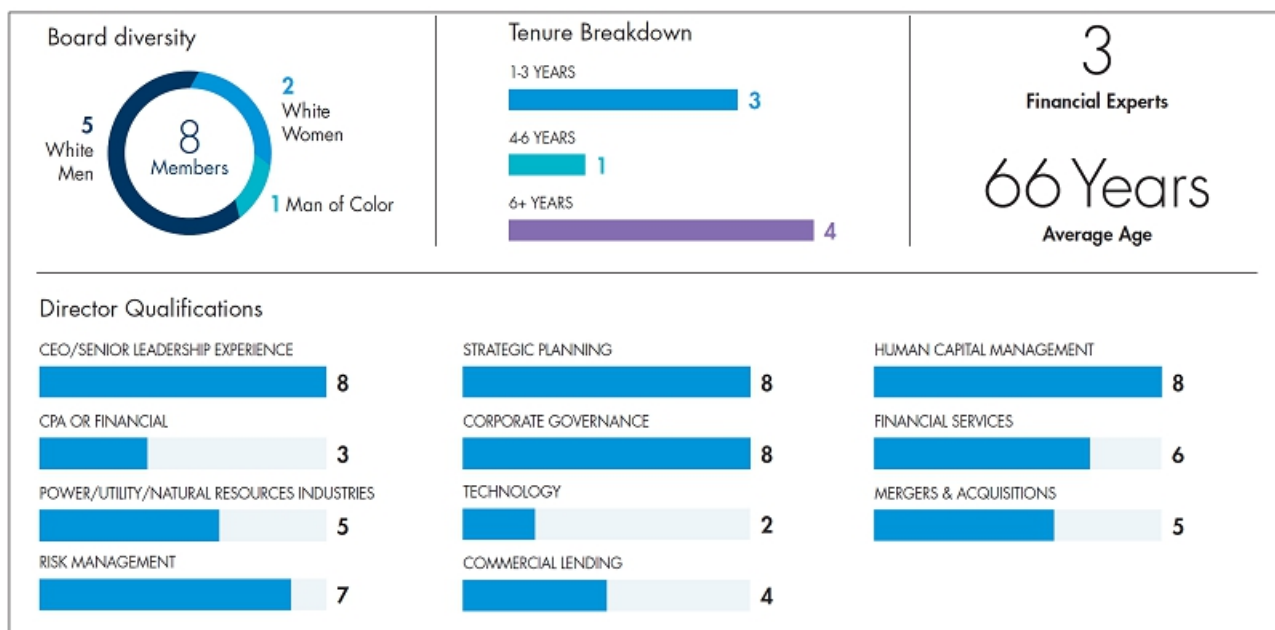 Board diversity
8
Members
5
White
Men
2
White
Women
1 Man of Color
Tenure Breakdown
1-3 YEARS
3
4-6 YEARS
1
6+ YEARS
4
3
Financial Experts
66 Years
Average Age
Director Qualifications
CEO/SENIOR LEADERSHIP EXPERIENCE
8
CPA OR FINANCIAL
3
POWER/UTILITY/NATURAL RESOURCES INDUSTRIES
5
RISK MANAGEMENT
7
STRATEGIC PLANNING
8
CORPORATE GOVERNANCE
8
TECHNOLOGY
2
COMMERCIAL LENDING
4
HUMAN CAPITAL MANAGEMENT
8
FINANCIAL SERVICES
6
MERGERS & ACQUISITIONS
5